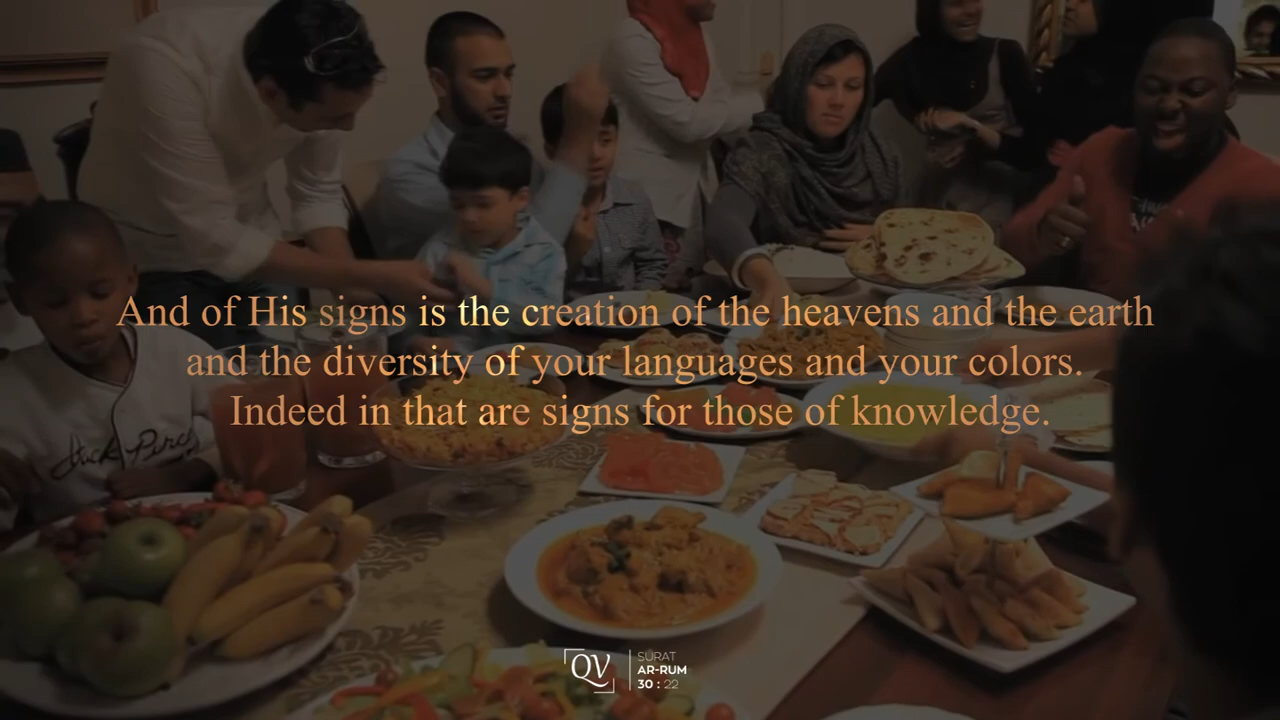 And of His signs is the creation of the heavens and the earth
and the diversity of your languages and your colors.
Indeed in that are signs for those of knowledge.
QV
SURAT
AR-RUM
30 : 22